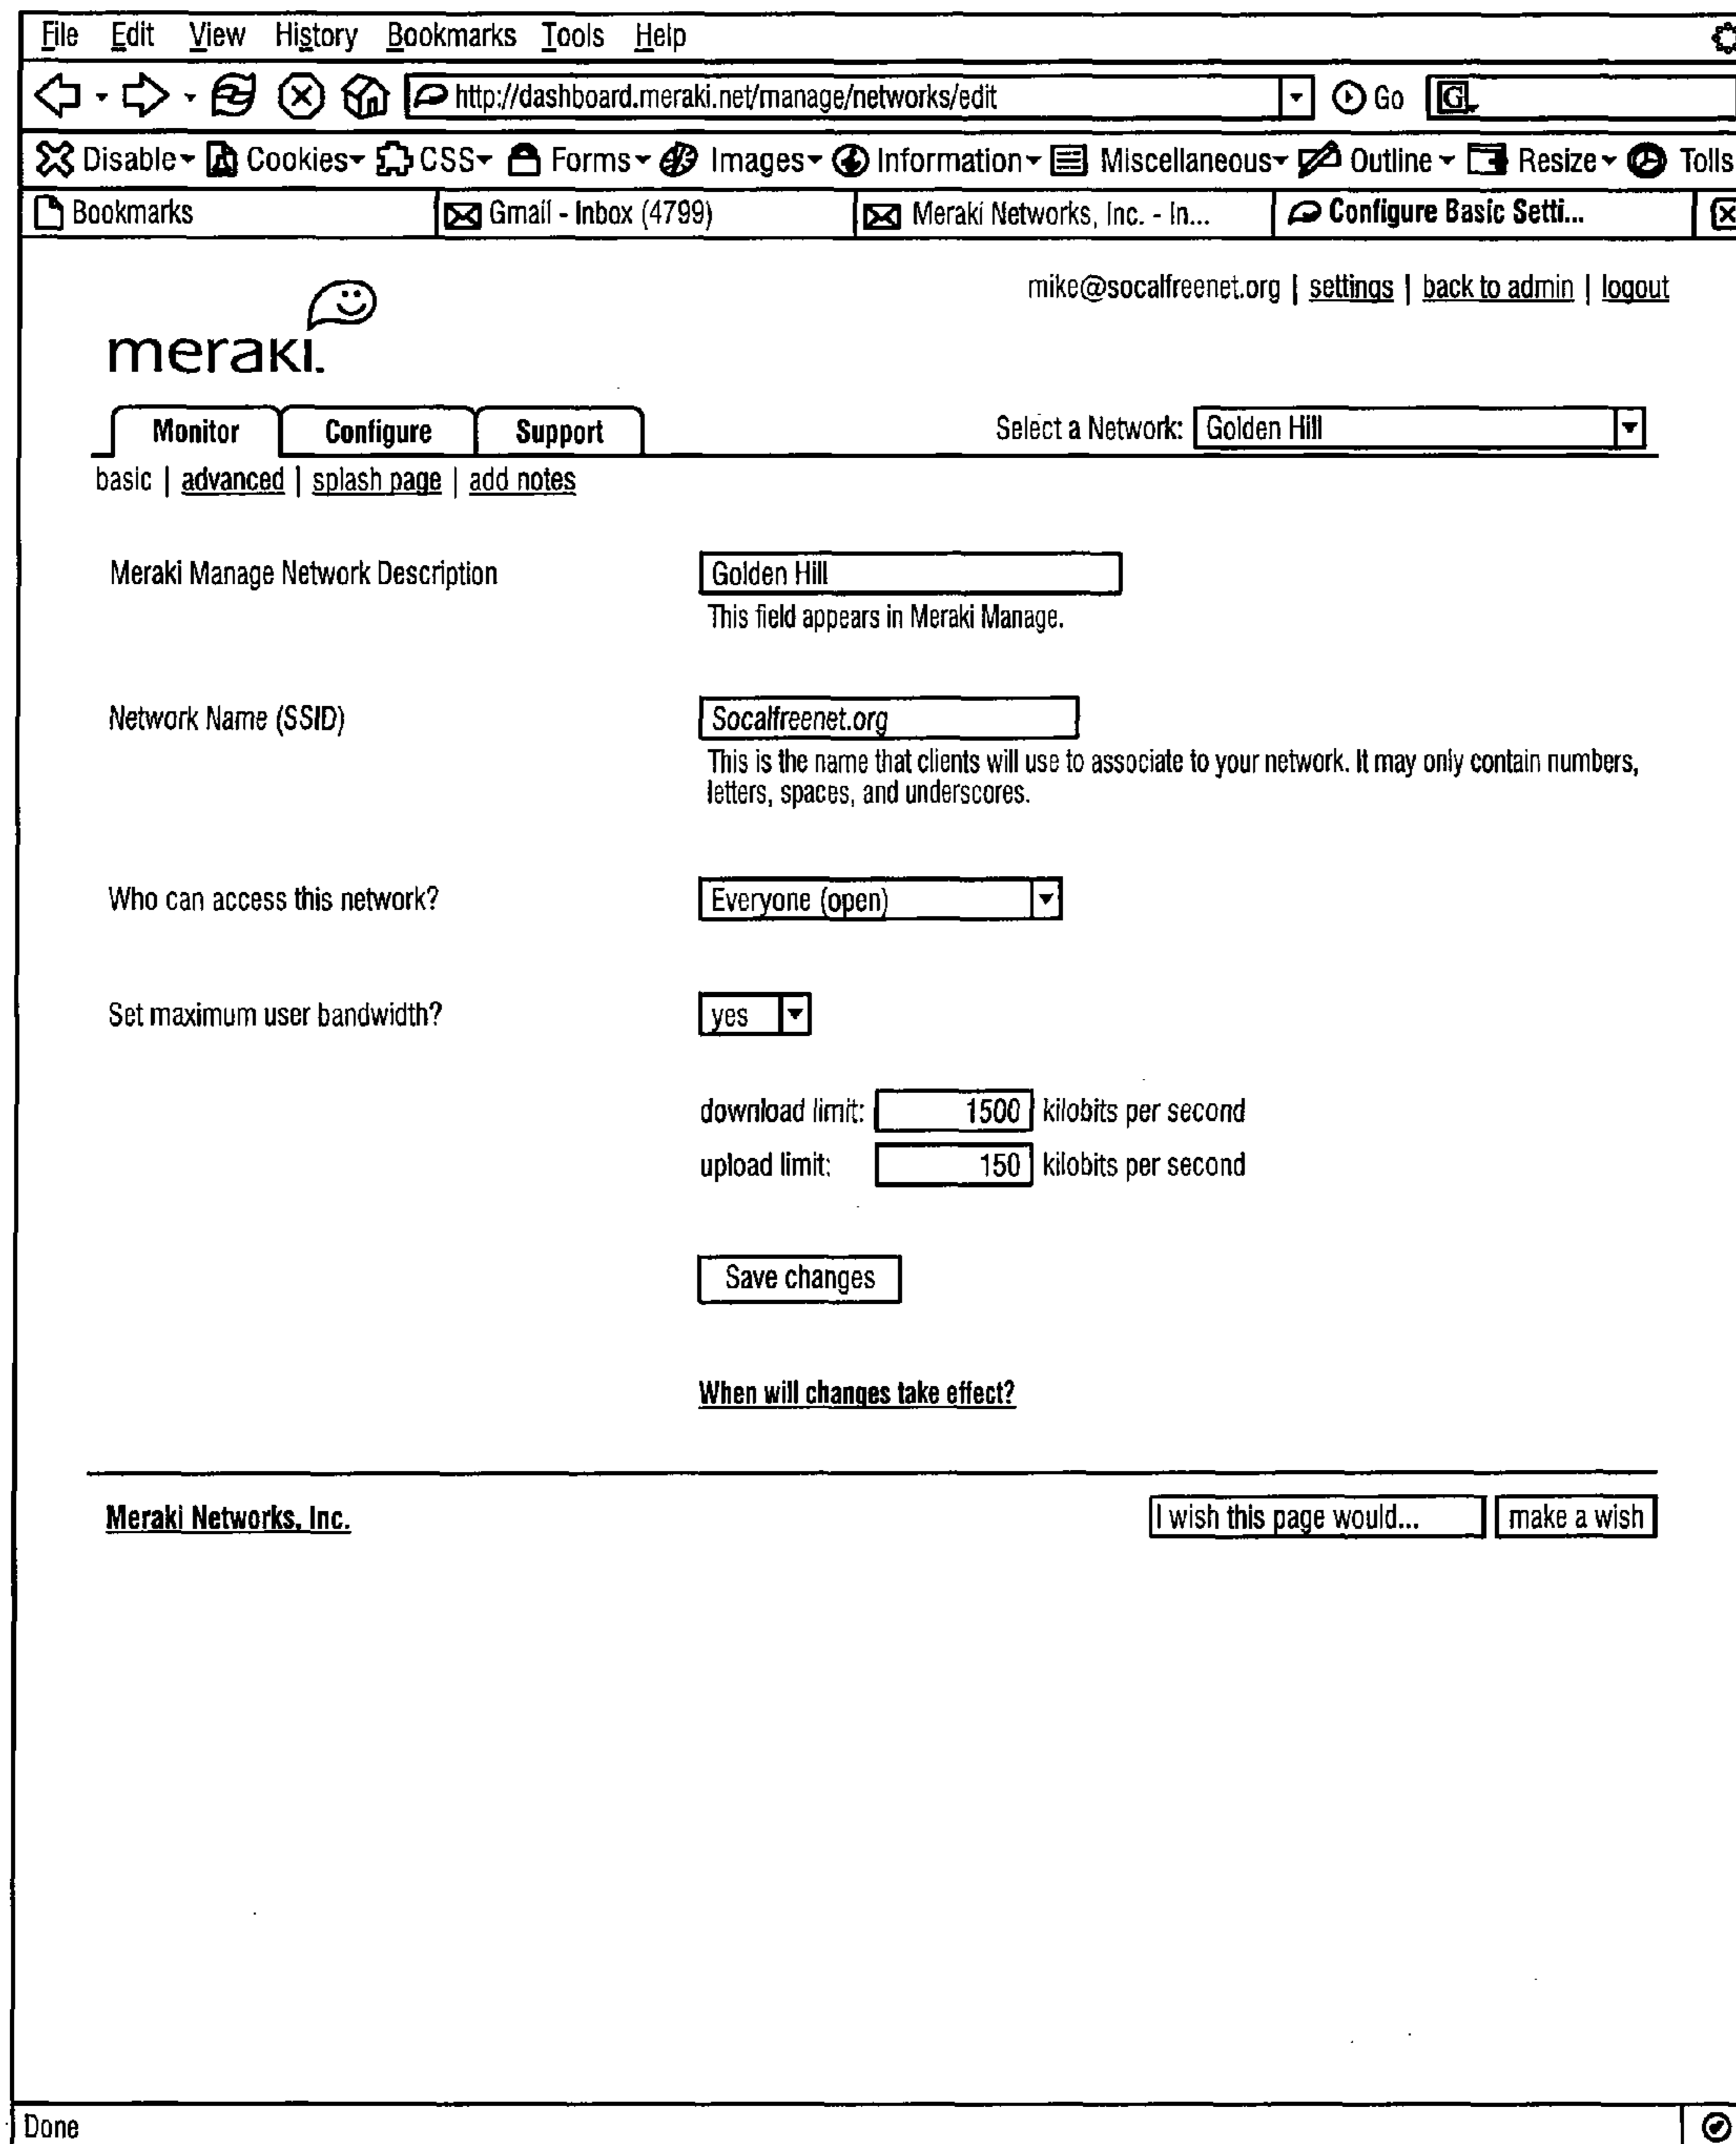 File Edit View History Bookmarks Tools Help
http://dashboard.meraki.net/manage/networks/edit Go G
Disable Cookies CSS Forms Images Information Miscellaneous Outline Resize Tolls
Bookmarks Gmail - Inbox (4799) Meraki Networks, Inc. - In... Configure Basic Setti...
mike@socalfreenet.org | settings | back to admin | logout
meraki.
Monitor Configure Support Select a Network: Golden Hill
basic | advanced | splash page | add notes
Meraki Manage Network Description Golden Hill
This field appears in Meraki Manage.
Network Name (SSID) Socalfreenet.org
This is the name that clients will use to associate to your network. It may only contain numbers,
letters, spaces, and underscores.
Who can access this network? Everyone (open)
Set maximum user bandwidth? yes
download limit: 1500 kilobits per second
upload limit: 150 kilobits per second
Save changes
When will changes take effect?
Meraki Networks, Inc. I wish this page would... make a wish
Done